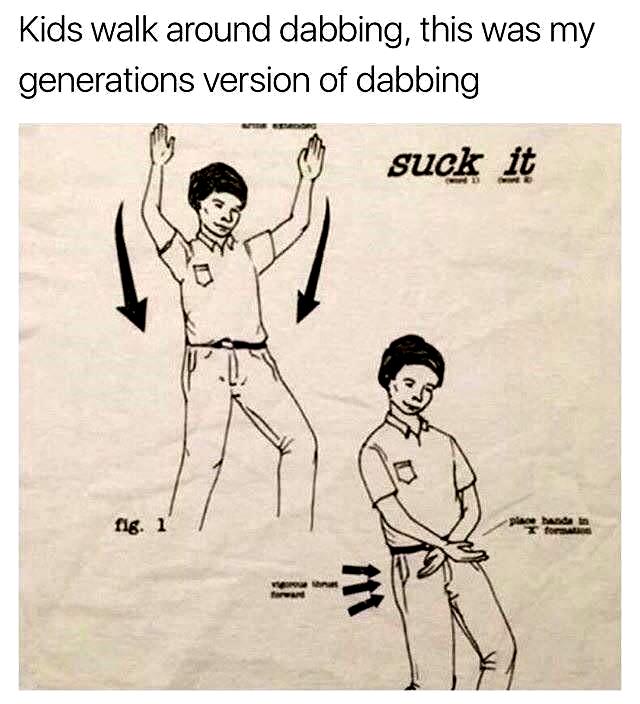 Kids walk around dabbing, this was my
generations version of dabbing
arms extended
suck it
(word 1) (word 2)
fig. 1
place hands in
"X" formation
vigorous thrust
forward